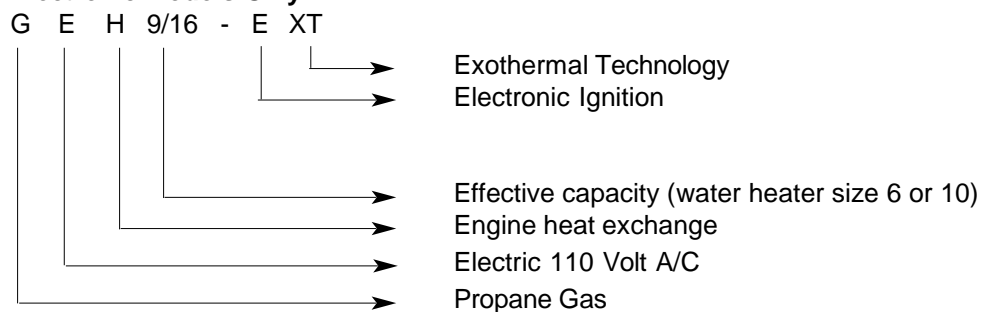 G E H 9/16 - E XT
Exothermal Technology
Electronic Ignition
Effective capacity (water heater size 6 or 10)
Engine heat exchange
Electric 110 Volt A/C
Propane Gas